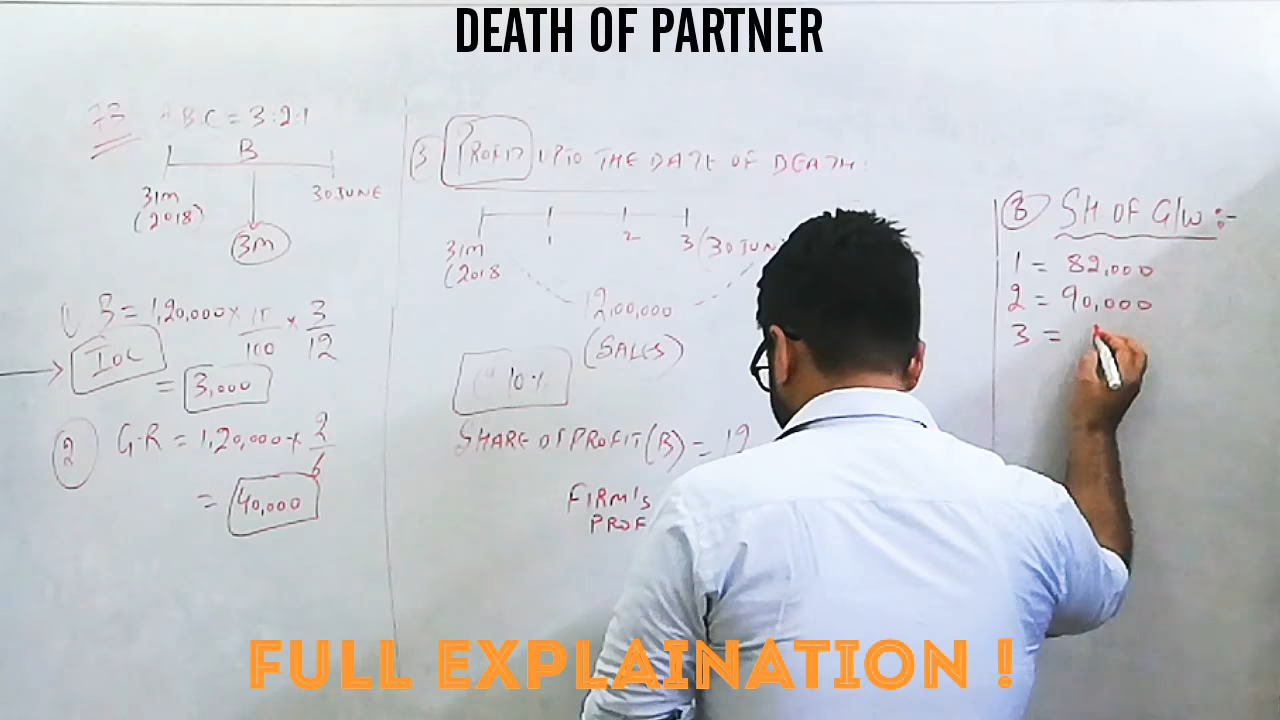 DEATH OF PARTNER
73 ABC = 3:2:1
B
31M
(2018)
30 JUNE
3M
1) B = 1,20,000 × 10/100 × 3/12
IOC
= 3,000
2 G.R = 1,20,000 × 2/6
= 40,000
3 PROFIT UPTO THE DATE OF DEATH.
31M 1 2 3/30 JUN
(2018
12,00,000
(SALES)
10%
SHARE OF PROFIT (B) = 12
FIRM'S
PROF
SH OF G/W :-
1 = 82,000
2 = 90,000
3 =
FULL EXPLAINATION !